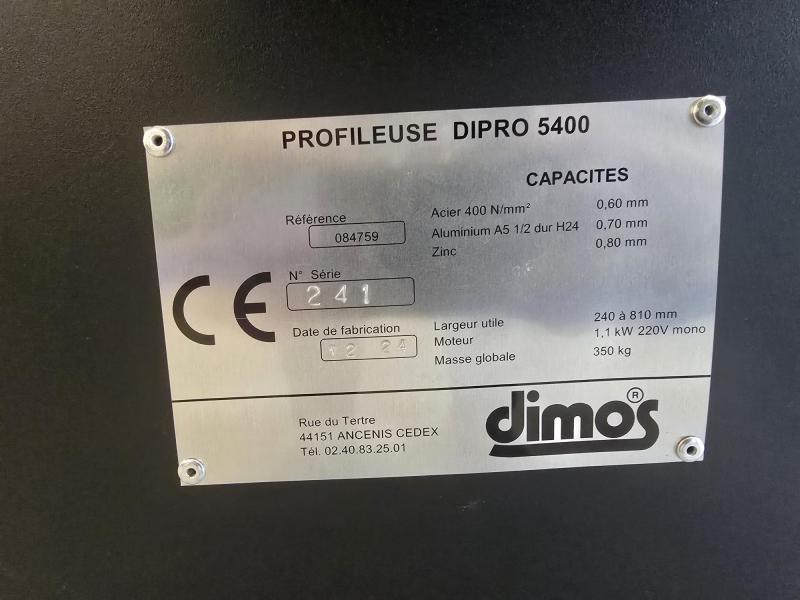 PROFILEUSE DIPRO 5400
CAPACITES
Référence
084759
Acier 400 N/mm² 0,60 mm
Aluminium A5 1/2 dur H24 0,70 mm
Zinc 0,80 mm
CE
N° Série
241
Date de fabrication
12 24
Largeur utile 240 à 810 mm
Moteur 1,1 kW 220V mono
Masse globale 350 kg
Rue du Tertre
44151 ANCENIS CEDEX
Tél. 02.40.83.25.01
dimos®